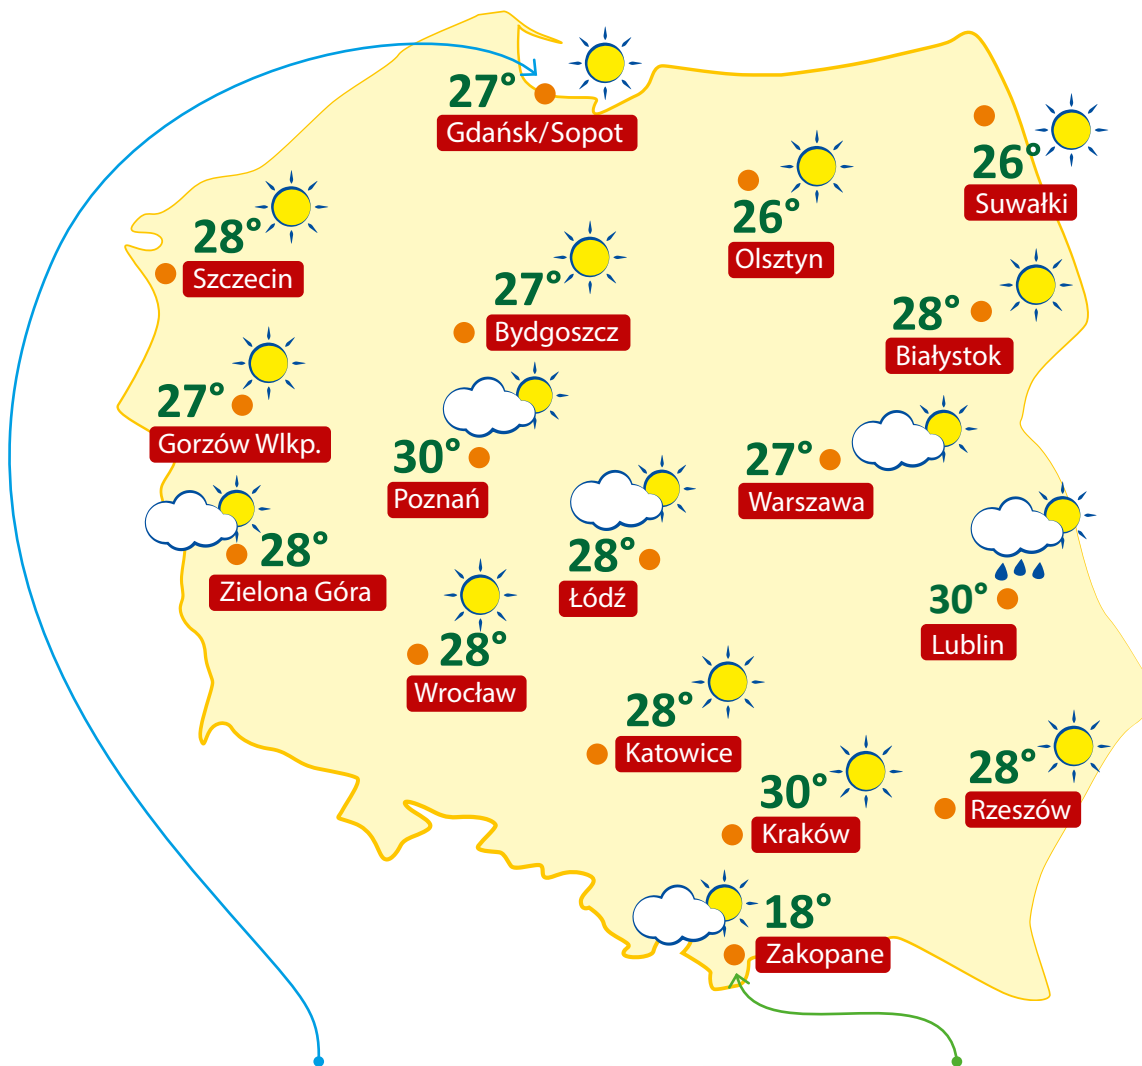 27°
Gdańsk/Sopot
26°
Suwałki
26°
Olsztyn
28°
Szczecin
27°
Bydgoszcz
28°
Białystok
27°
Gorzów Wlkp.
30°
Poznań
27°
Warszawa
28°
Zielona Góra
28°
Łódź
30°
Lublin
28°
Wrocław
28°
Katowice
28°
Rzeszów
30°
Kraków
18°
Zakopane